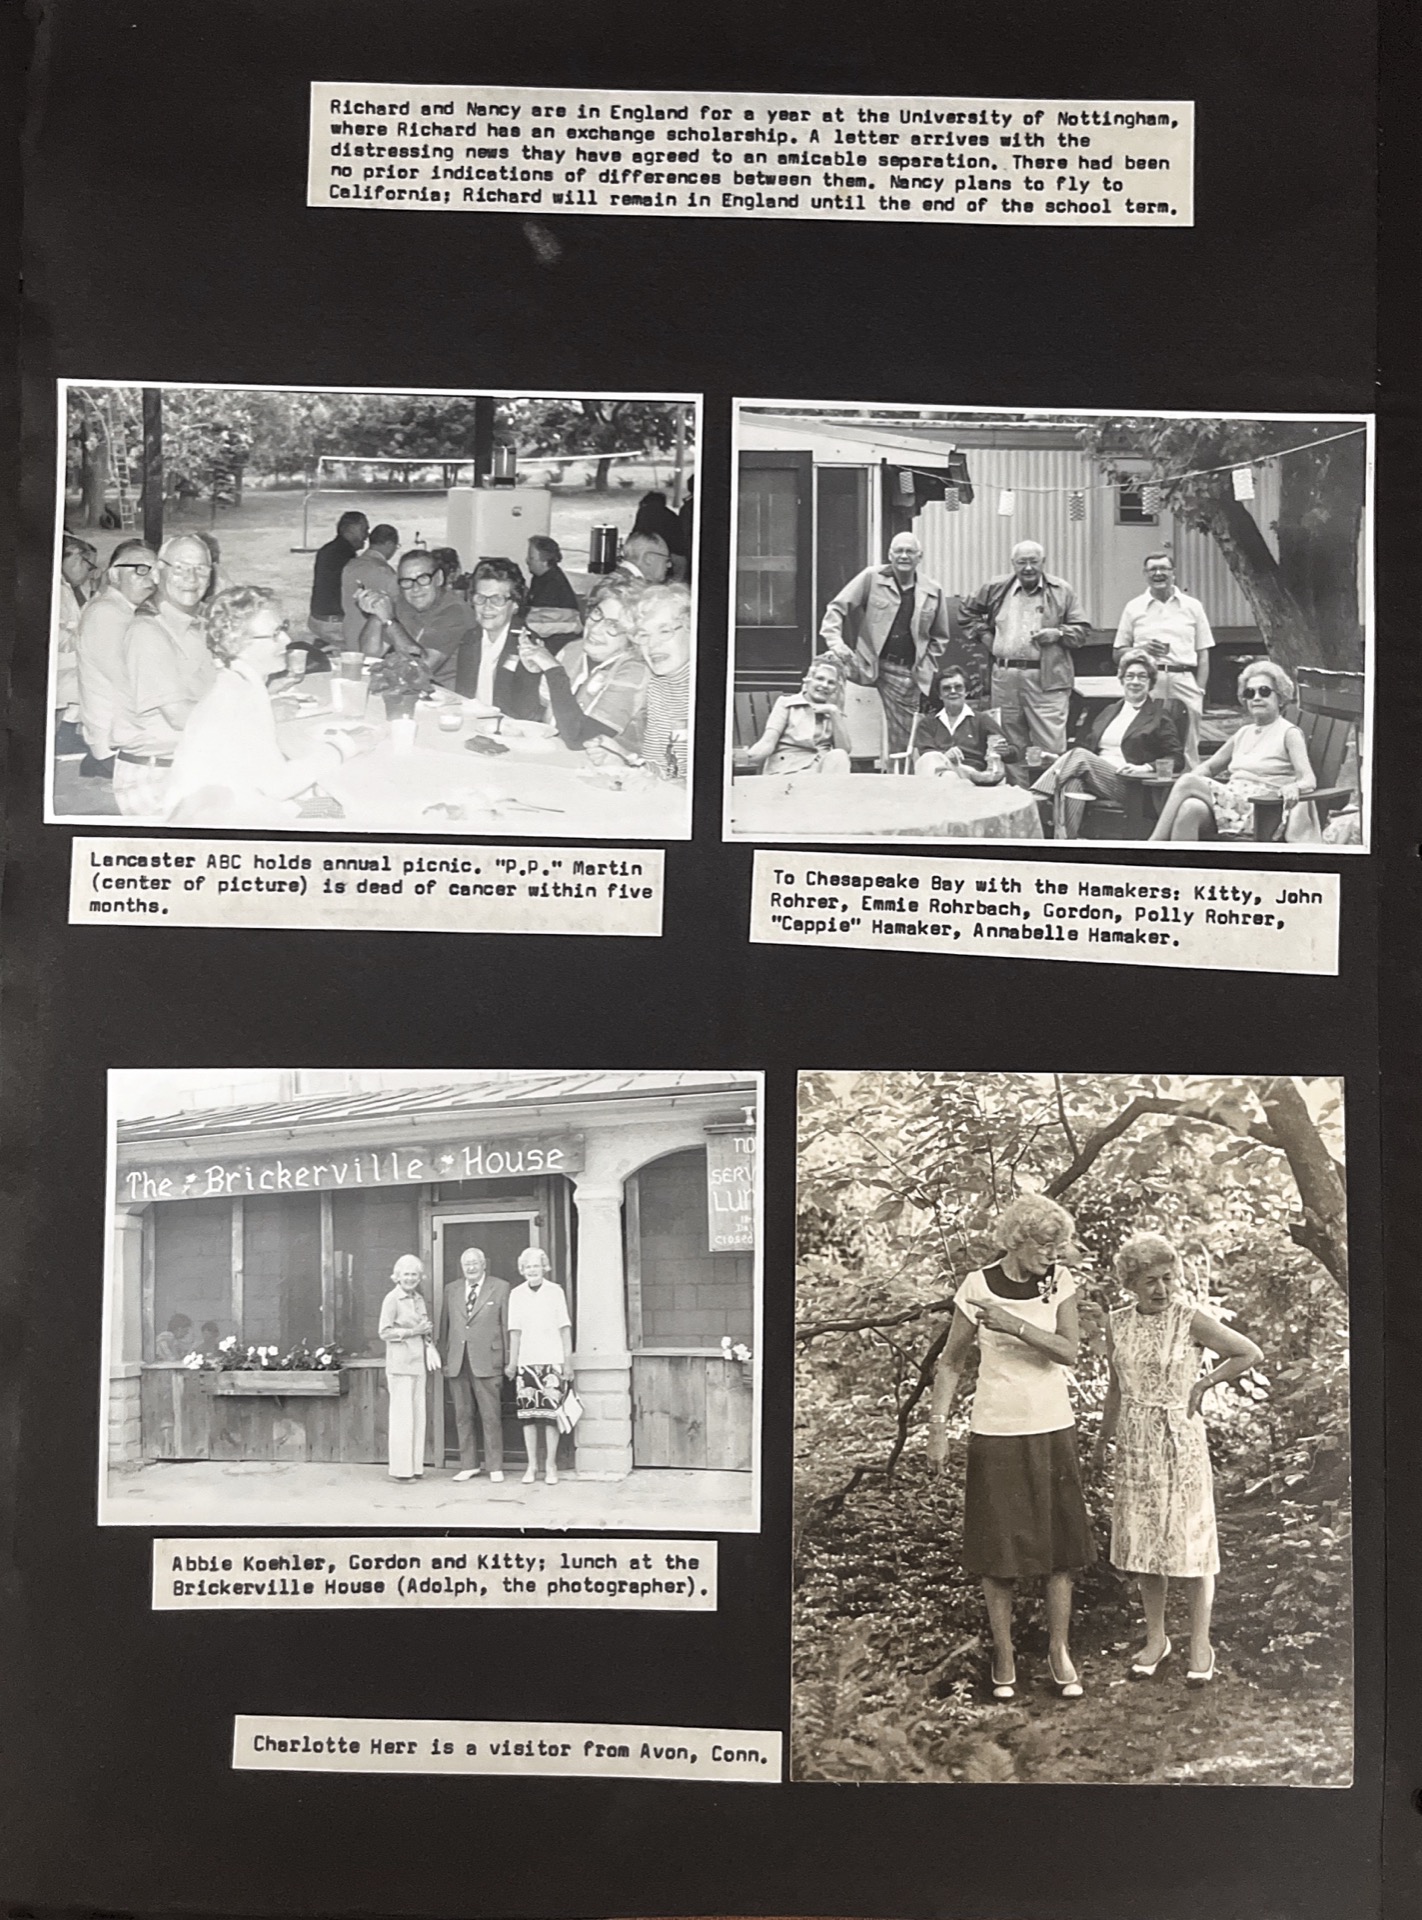 Richard and Nancy are in England for a year at the University of Nottingham,
where Richard has an exchange scholarship. A letter arrives with the
distressing news thay have agreed to an amicable separation. There had been
no prior indications of differences between them. Nancy plans to fly to
California; Richard will remain in England until the end of the school term.
Lancaster ABC holds annual picnic. "P.P." Martin
(center of picture) is dead of cancer within five
months.
To Chesapeake Bay with the Hamakers: Kitty, John
Rohrer, Emmie Rohrbach, Gordon, Polly Rohrer,
"Cappie" Hamaker, Annabelle Hamaker.
The Brickerville House
NO
SERV
LUN
Closed
Abbie Koehler, Gordon and Kitty; lunch at the
Brickerville House (Adolph, the photographer).
Charlotte Herr is a visitor from Avon, Conn.